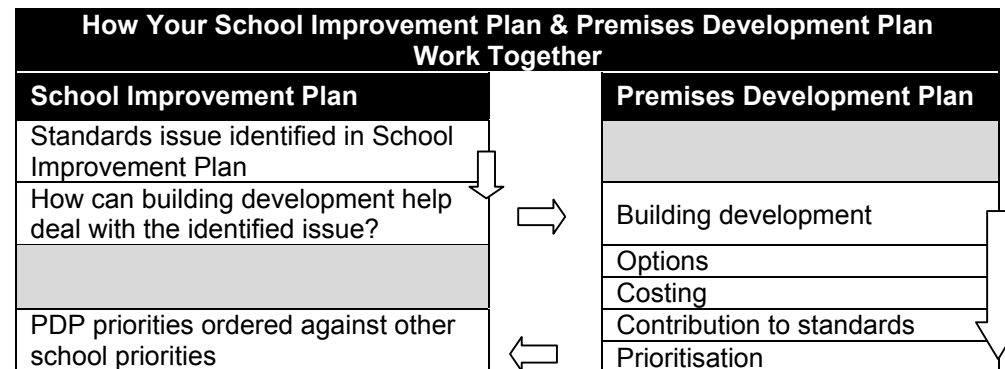 How Your School Improvement Plan & Premises Development Plan
Work Together
School Improvement Plan
Premises Development Plan
Standards issue identified in School
Improvement Plan
How can building development help
deal with the identified issue?
Building development
Options
Costing
PDP priorities ordered against other
school priorities
Contribution to standards
Prioritisation